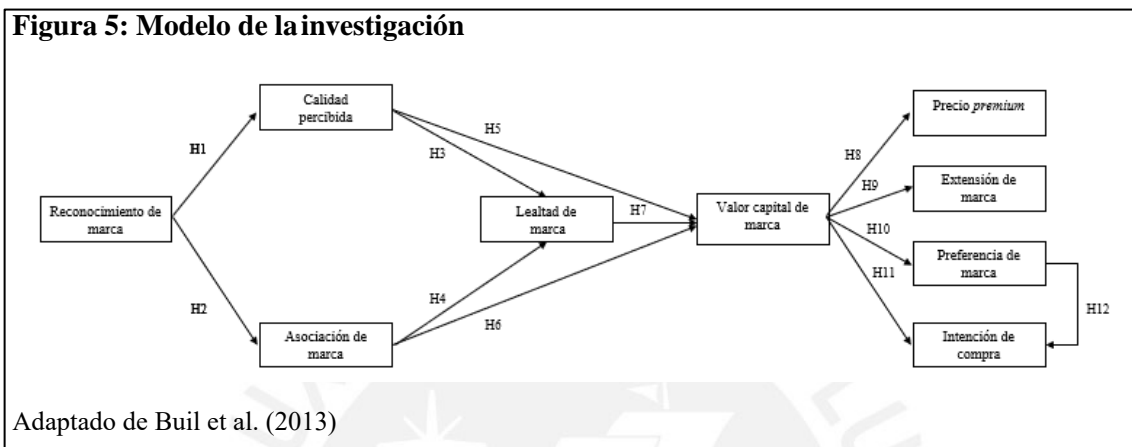 Figura 5: Modelo de la investigación
Calidad
percibida
Precio premium
H1
H5
H3
H8
H9
Extensión de
marca
Reconocimiento de
marca
Lealtad de
marca
H7
Valor capital de
marca
H10
Preferencia de
marca
H11
H2
H4
H6
H12
Asociación de
marca
Intención de
compra
Adaptado de Buil et al. (2013)